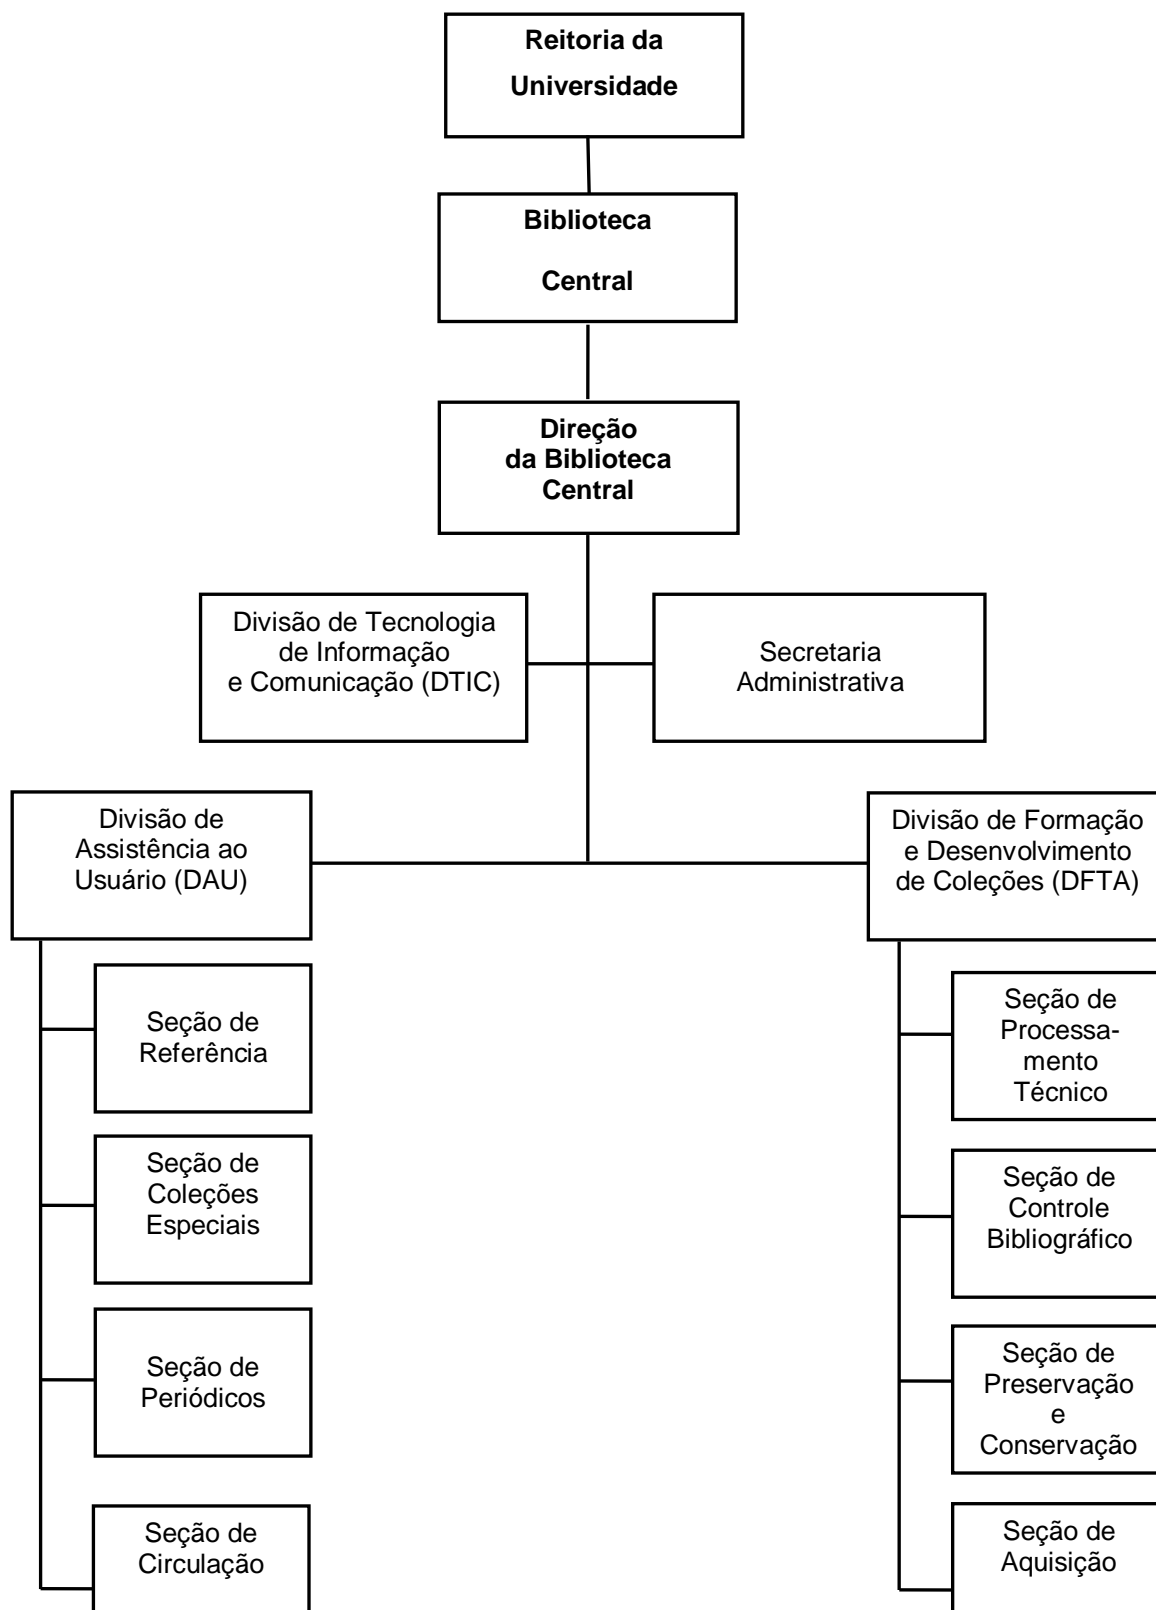 Reitoria da
Universidade
Biblioteca
Central
Direção
da Biblioteca
Central
Divisão de Tecnologia
de Informação
e Comunicação (DTIC)
Secretaria
Administrativa
Divisão de
Assistência ao
Usuário (DAU)
Divisão de Formação
e Desenvolvimento
de Coleções (DFTA)
Seção de
Referência
Seção de
Coleções
Especiais
Seção de
Periódicos
Seção de
Circulação
Seção de
Processa-
mento
Técnico
Seção de
Controle
Bibliográfico
Seção de
Preservação
e
Conservação
Seção de
Aquisição